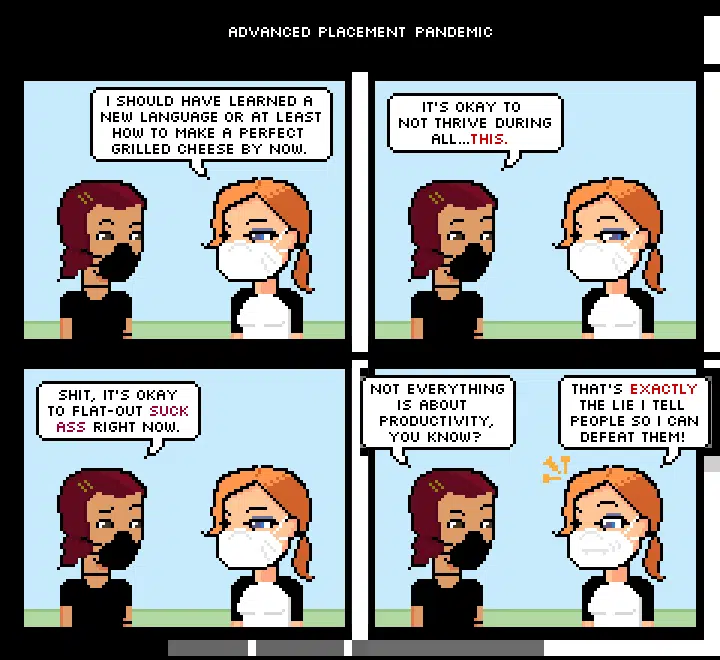 ADVANCED PLACEMENT PANDEMIC
I SHOULD HAVE LEARNED A
NEW LANGUAGE OR AT LEAST
HOW TO MAKE A PERFECT
GRILLED CHEESE BY NOW.
IT'S OKAY TO
NOT THRIVE DURING
ALL...THIS.
SHIT, IT'S OKAY
TO FLAT-OUT SUCK
ASS RIGHT NOW.
NOT EVERYTHING
IS ABOUT
PRODUCTIVITY,
YOU KNOW?
THAT'S EXACTLY
THE LIE I TELL
PEOPLE SO I CAN
DEFEAT THEM!